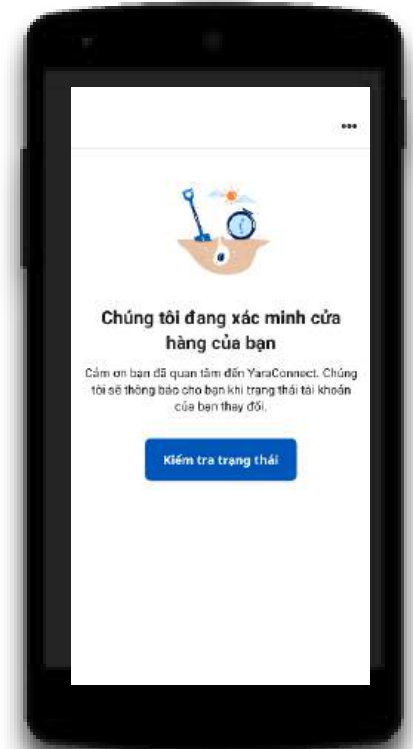 Chúng tôi đang xác minh cửa
hàng của bạn
Cảm ơn bạn đã quan tâm đến YaraConnect. Chúng
tôi sẽ thông báo cho bạn khi trạng thái tài khoản
của bạn thay đổi.
Kiểm tra trạng thái